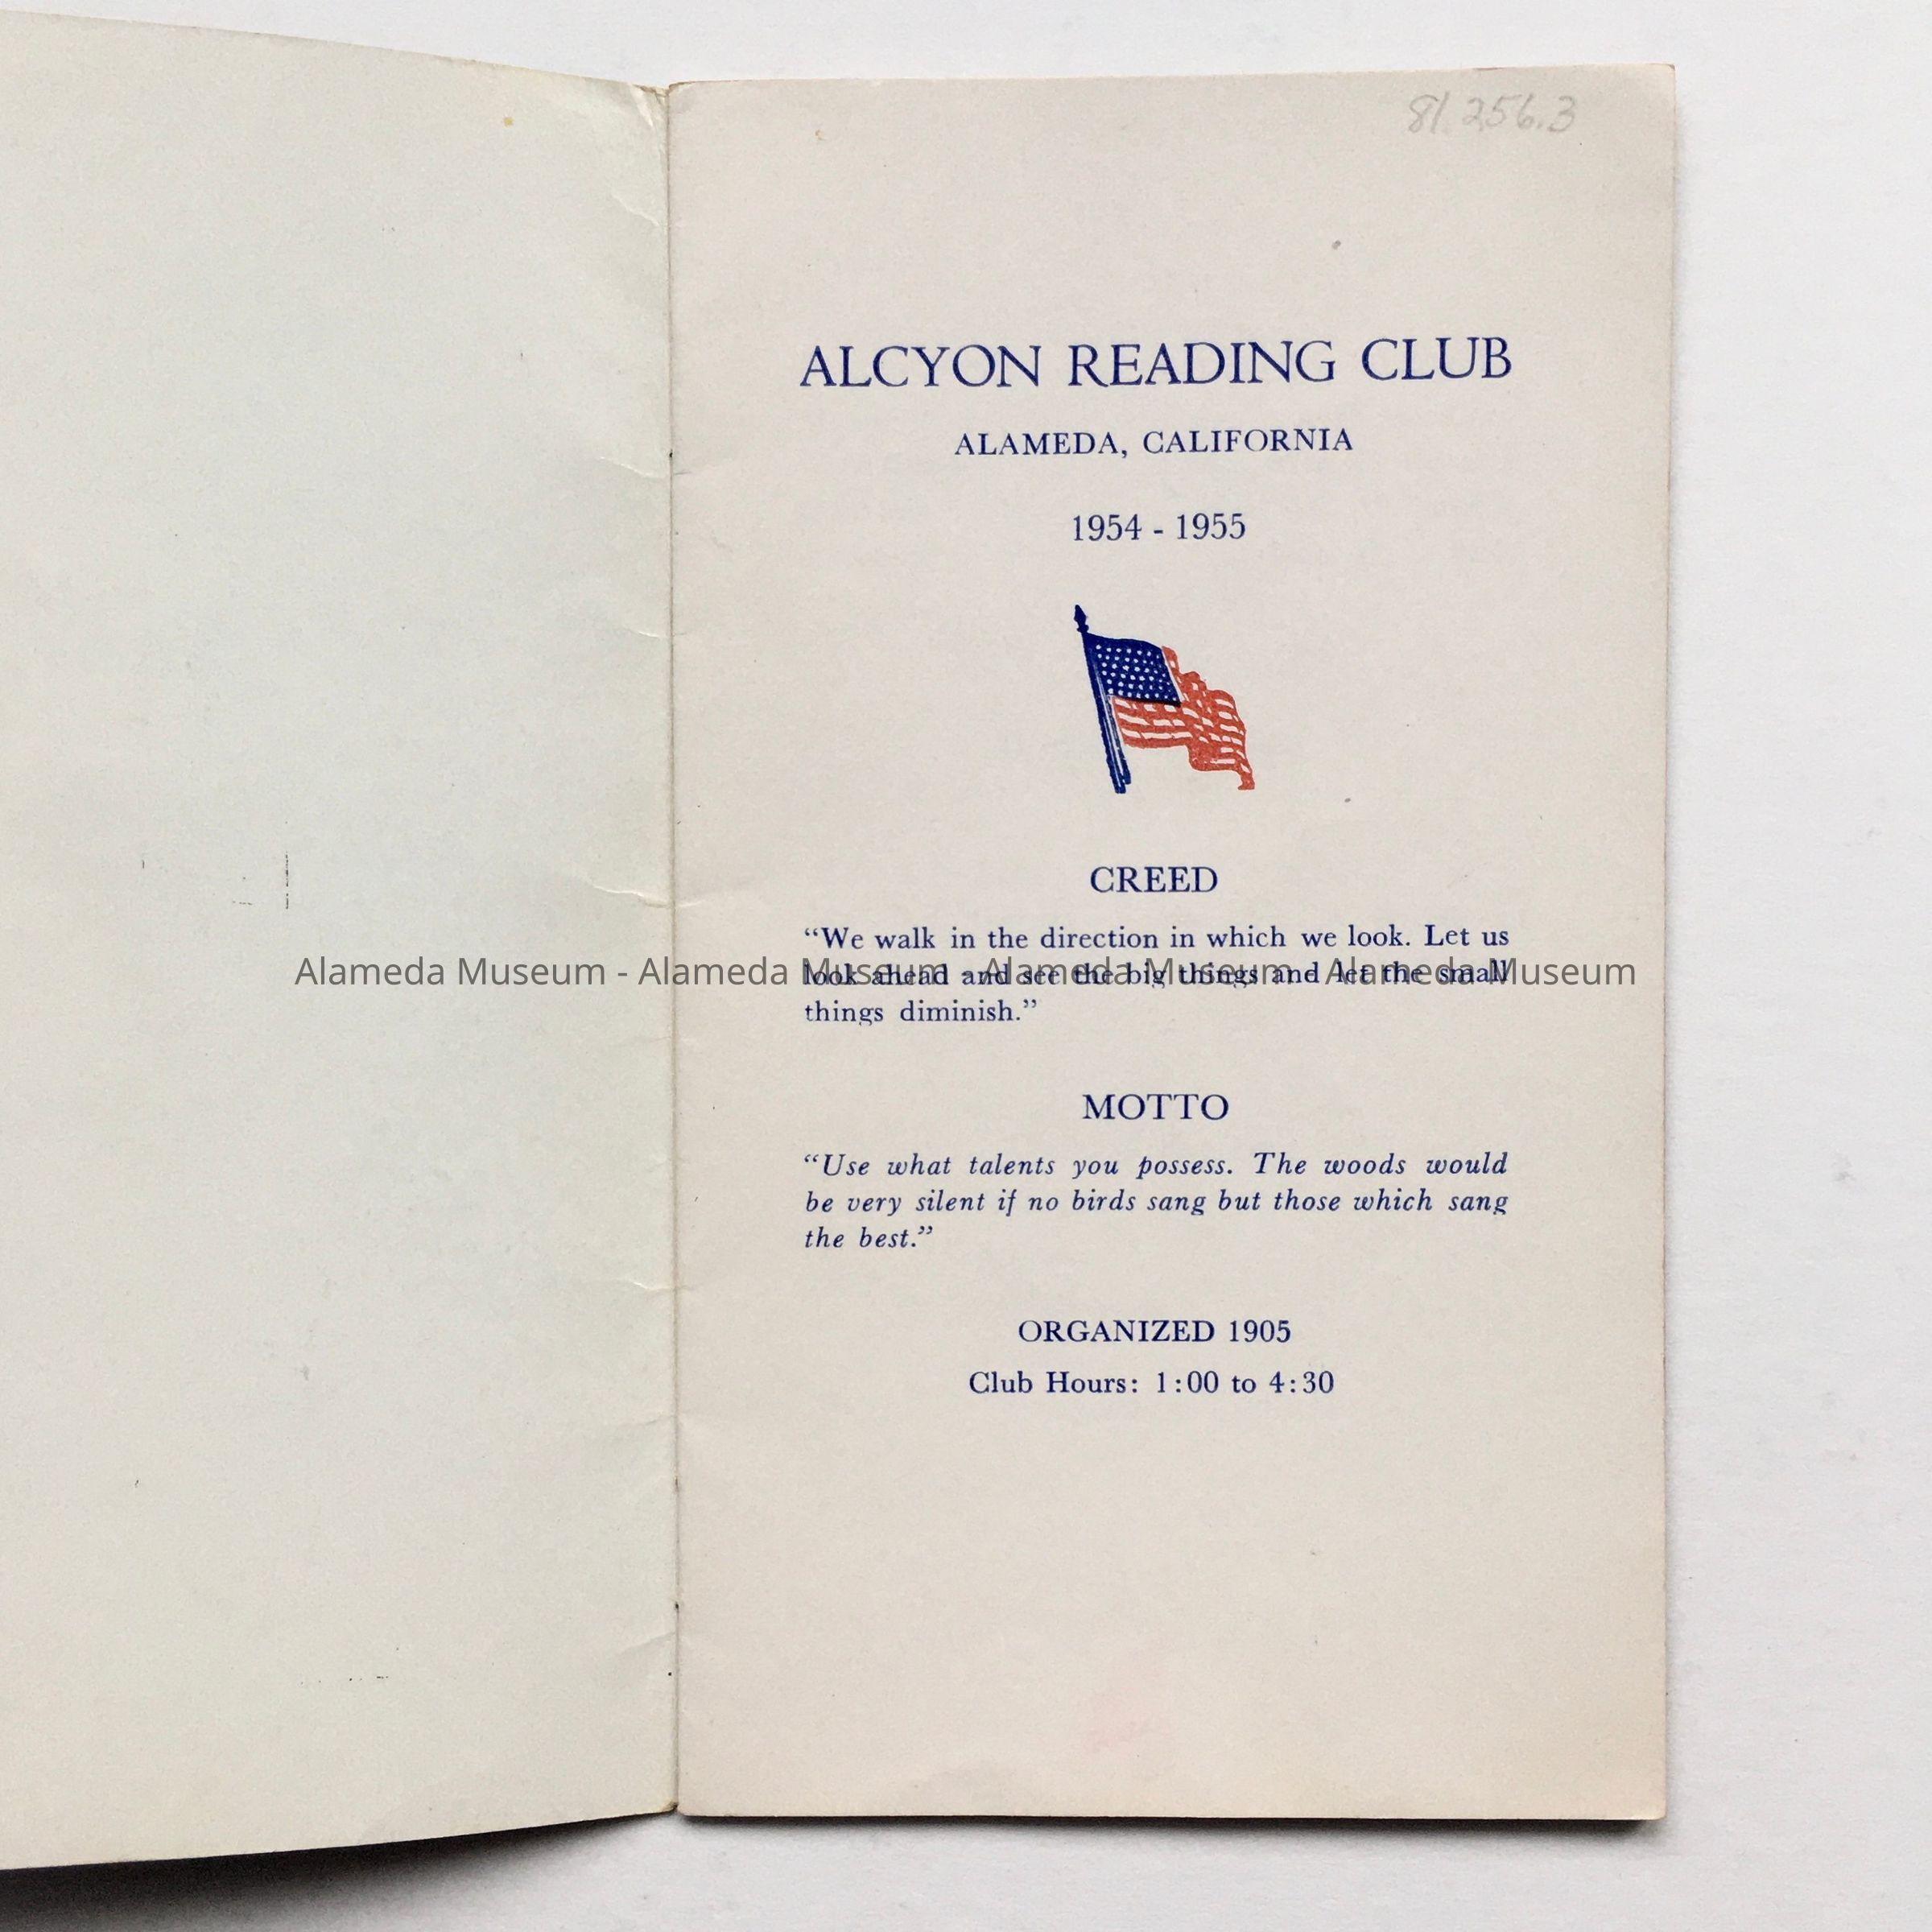 81.256.3
ALCYON READING CLUB
ALAMEDA, CALIFORNIA
1954 - 1955
CREED
“We walk in the direction in which we look. Let us
look ahead and see the big things and let the small
things diminish.”
Alameda Museum - Alameda Museum - Alameda Museum - Alameda Museum
MOTTO
“Use what talents you possess. The woods would
be very silent if no birds sang but those which sang
the best.”
ORGANIZED 1905
Club Hours: 1:00 to 4:30